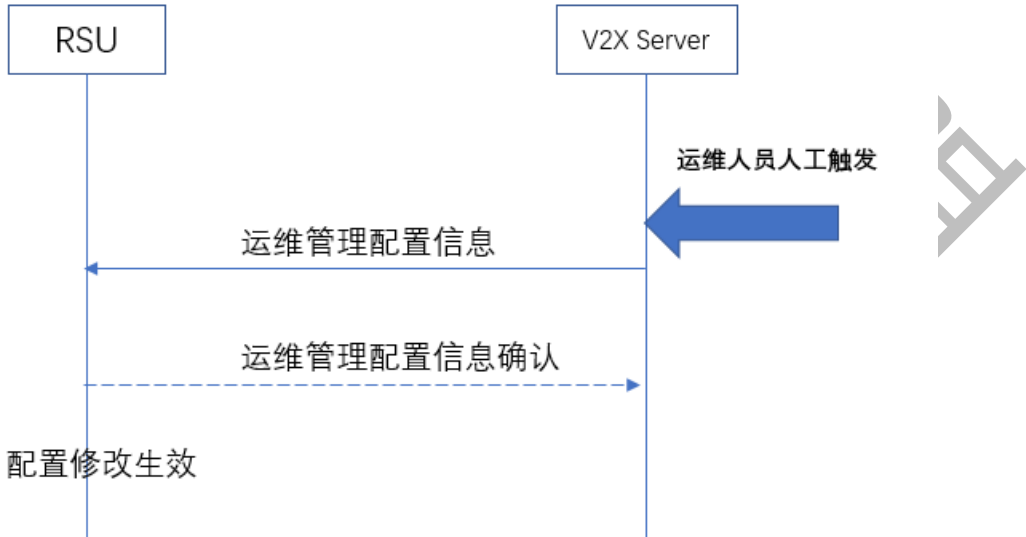 RSU
V2X Server
运维人员人工触发
运维管理配置信息
运维管理配置信息确认
配置修改生效